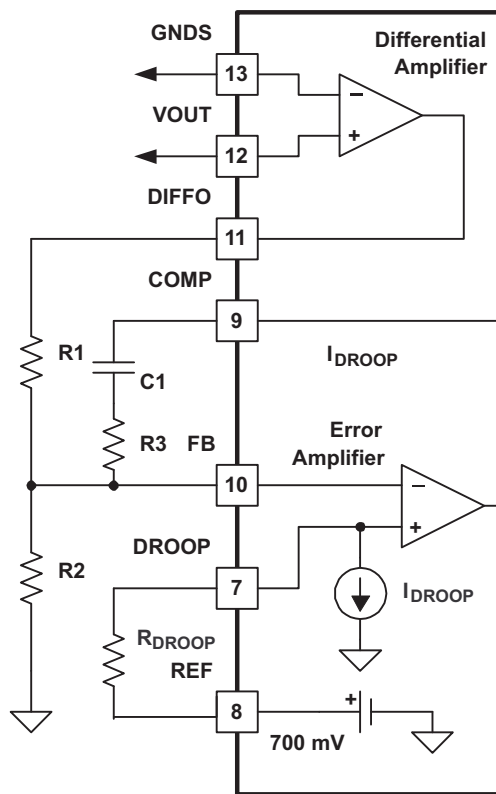 GNDS
Differential
Amplifier
13
−
VOUT
+
12
DIFFO
11
COMP
9
IDROOP
R1
C1
R3
FB
Error
Amplifier
10
−
DROOP
+
R2
7
IDROOP
RDROOP
REF
8
+
700 mV